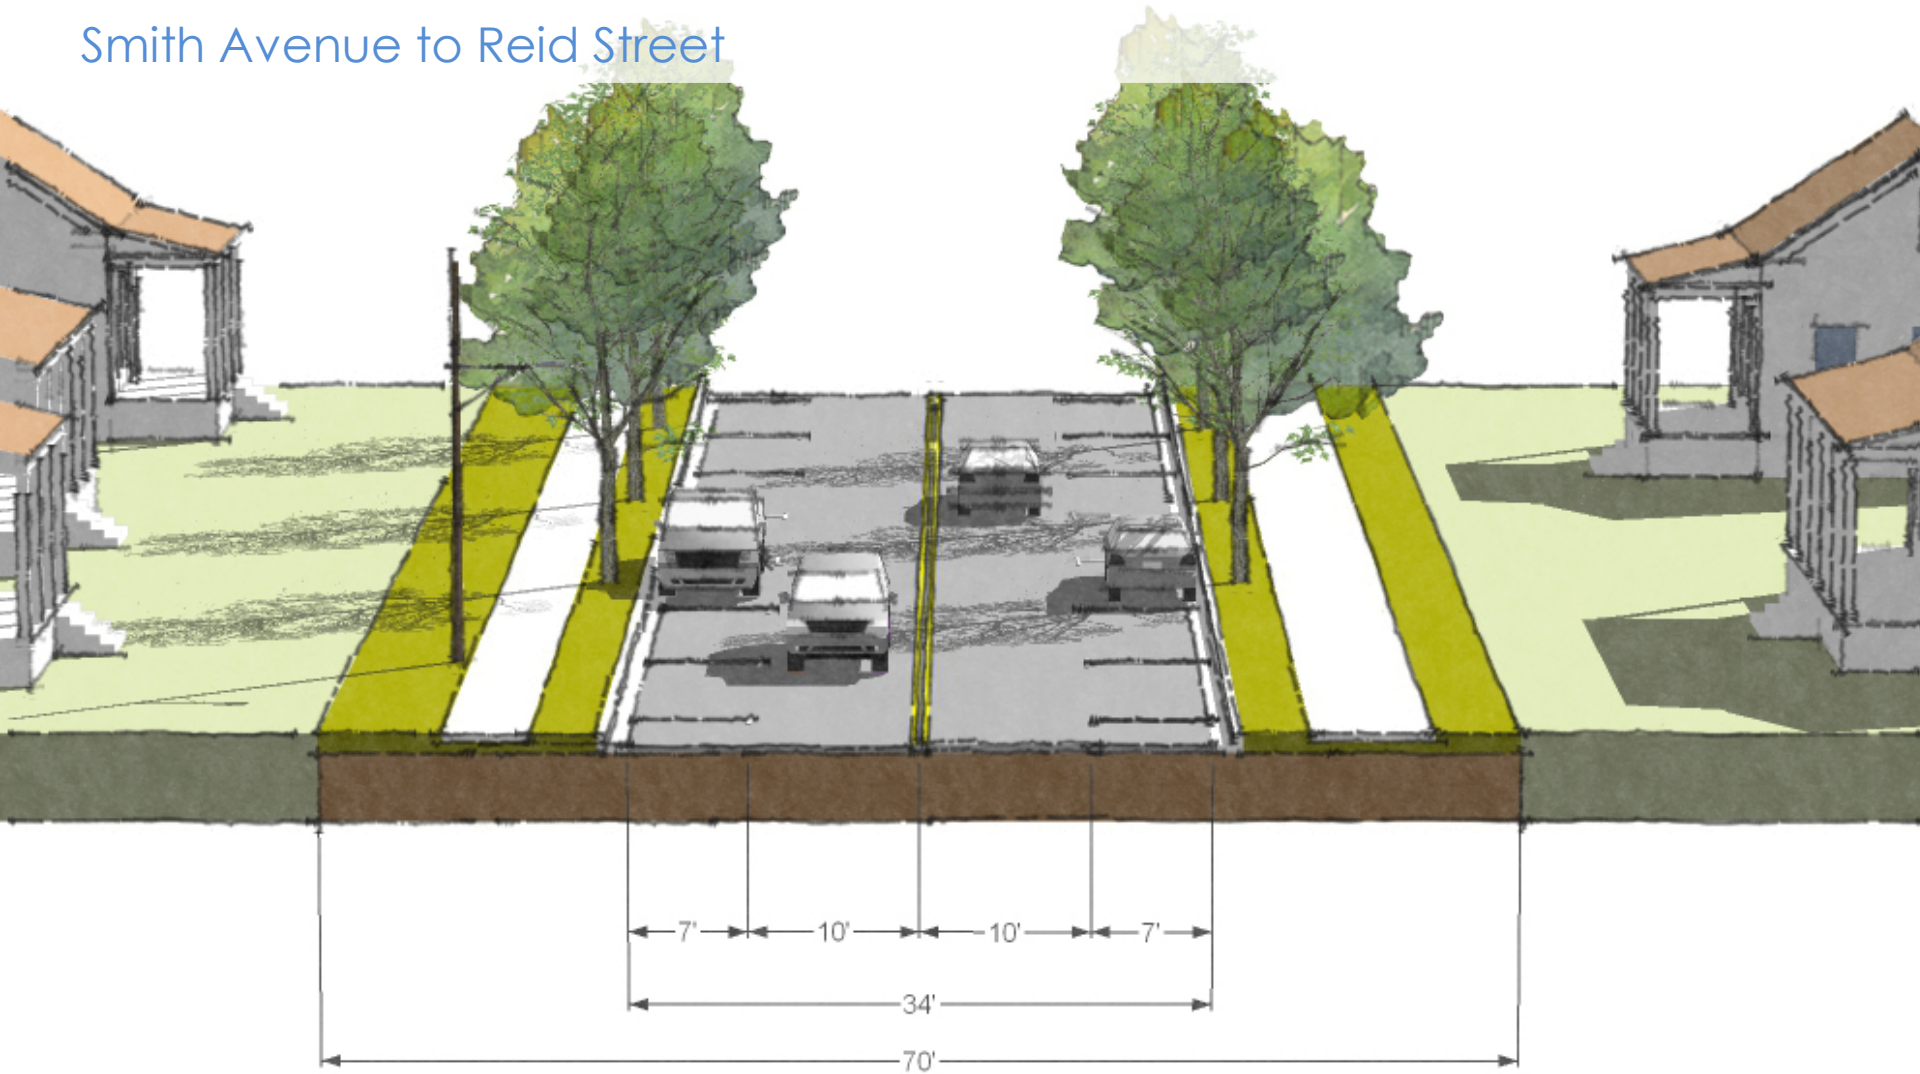 Smith Avenue to Reid Street
7' 10' 10' 7'
34'
70'